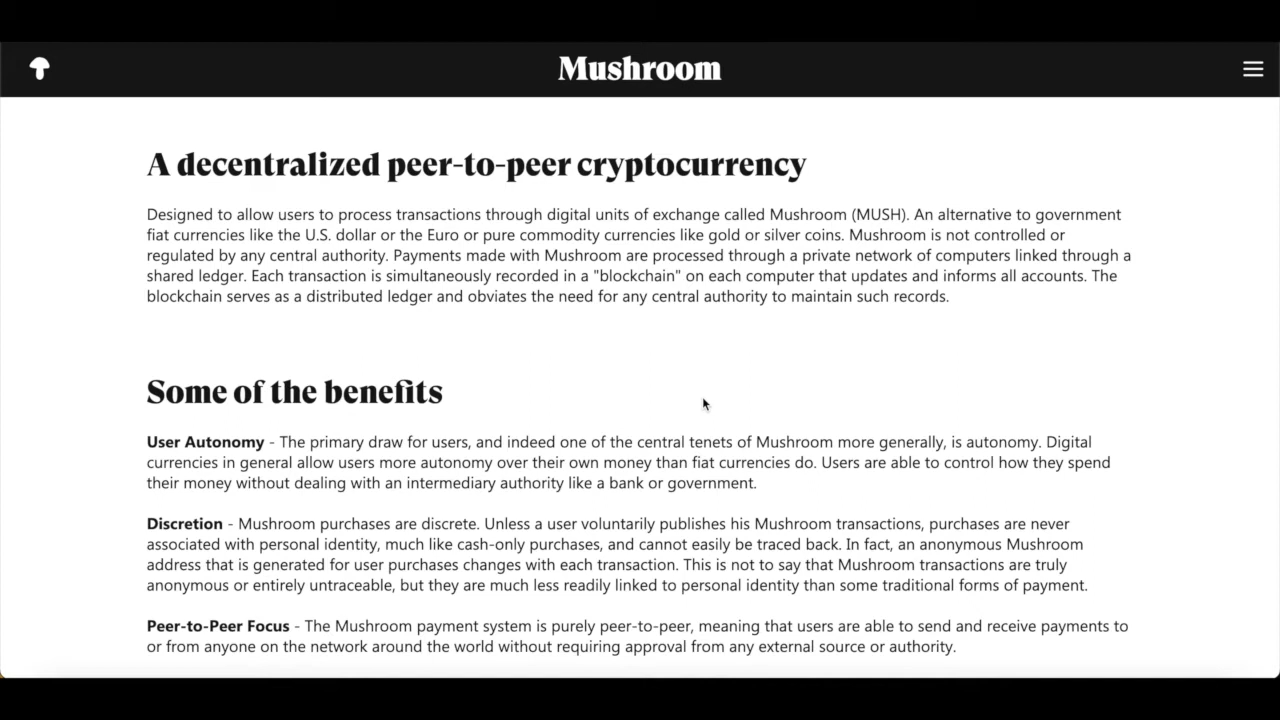 Mushroom
A decentralized peer-to-peer cryptocurrency
Designed to allow users to process transactions through digital units of exchange called Mushroom (MUSH). An alternative to government
fiat currencies like the U.S. dollar or the Euro or pure commodity currencies like gold or silver coins. Mushroom is not controlled or
regulated by any central authority. Payments made with Mushroom are processed through a private network of computers linked through a
shared ledger. Each transaction is simultaneously recorded in a "blockchain" on each computer that updates and informs all accounts. The
blockchain serves as a distributed ledger and obviates the need for any central authority to maintain such records.
Some of the benefits
User Autonomy - The primary draw for users, and indeed one of the central tenets of Mushroom more generally, is autonomy. Digital
currencies in general allow users more autonomy over their own money than fiat currencies do. Users are able to control how they spend
their money without dealing with an intermediary authority like a bank or government.
Discretion - Mushroom purchases are discrete. Unless a user voluntarily publishes his Mushroom transactions, purchases are never
associated with personal identity, much like cash-only purchases, and cannot easily be traced back. In fact, an anonymous Mushroom
address that is generated for user purchases changes with each transaction. This is not to say that Mushroom transactions are truly
anonymous or entirely untraceable, but they are much less readily linked to personal identity than some traditional forms of payment.
Peer-to-Peer Focus - The Mushroom payment system is purely peer-to-peer, meaning that users are able to send and receive payments to
or from anyone on the network around the world without requiring approval from any external source or authority.